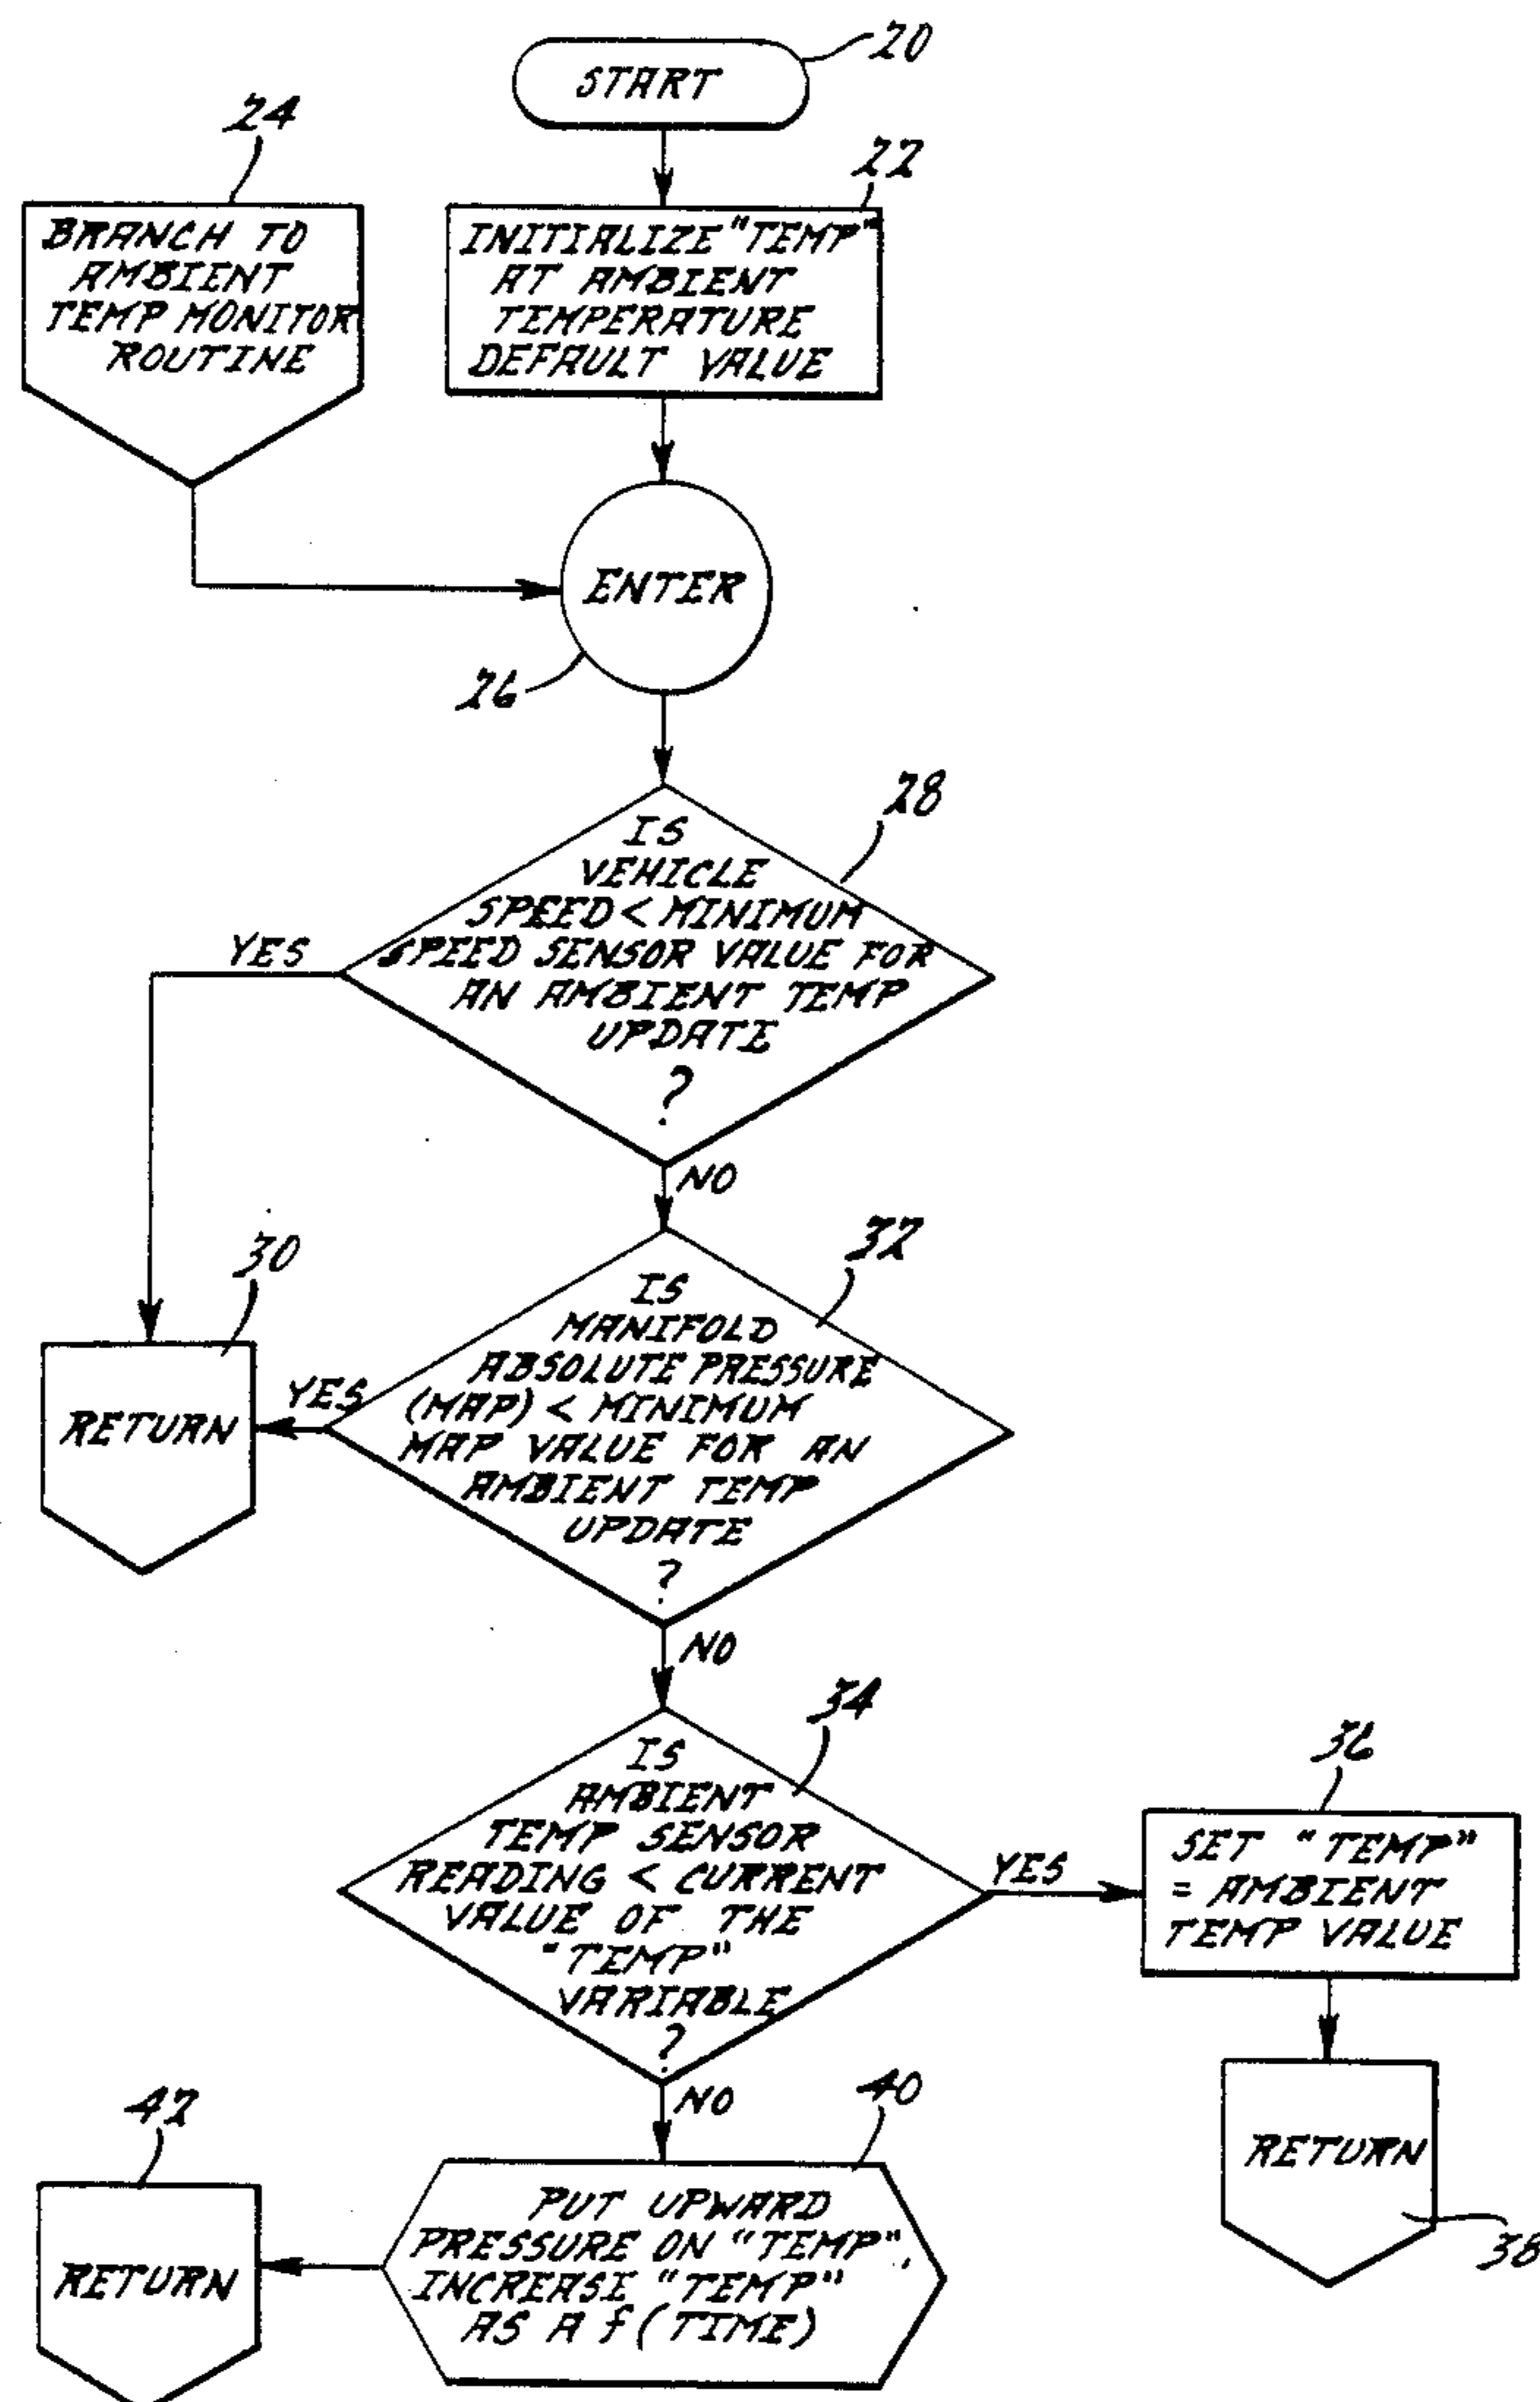 20
START
24
22
BRANCH TO
AMBIENT
TEMP MONITOR
ROUTINE
INITIALIZE "TEMP"
AT AMBIENT
TEMPERATURE
DEFAULT VALUE
ENTER
26
28
IS
VEHICLE
SPEED < MINIMUM
SPEED SENSOR VALUE FOR
AN AMBIENT TEMP
UPDATE
?
YES
NO
30
32
IS
MANIFOLD
ABSOLUTE PRESSURE
(MAP) < MINIMUM
MAP VALUE FOR AN
AMBIENT TEMP
UPDATE
?
YES
RETURN
NO
34
IS
AMBIENT
TEMP SENSOR
READING < CURRENT
VALUE OF THE
"TEMP"
VARIABLE
?
YES
36
SET "TEMP"
= AMBIENT
TEMP VALUE
RETURN
38
NO
40
42
PUT UPWARD
PRESSURE ON "TEMP",
INCREASE "TEMP"
AS A f(TIME)
RETURN